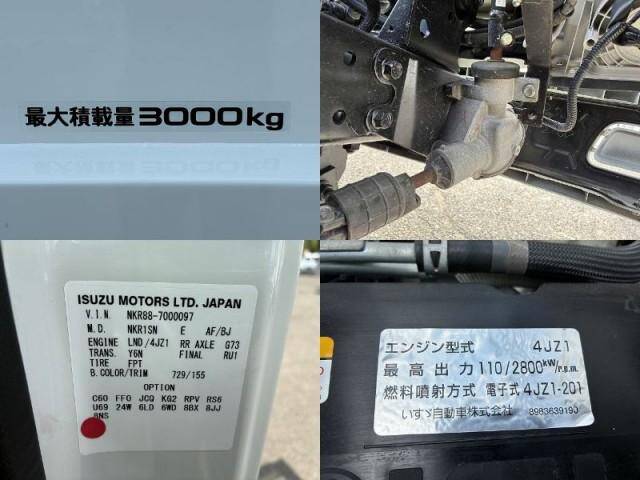 最大積載量3000kg
ISUZU MOTORS LTD. JAPAN
V.I.N. NKR88-7000097
M.D. NKR1SN E AF/BJ
ENGINE LND/4JZ1 RR AXLE G73
TRANS. Y6N FINAL RU1
TIRE FPT
B.COLOR/TRIM 729/155
OPTION
C60 FFO JCQ KG2 RPV RS6
U69 24W 6LD 6WD 8BX 8JJ
8NS
エンジン型式 4JZ1
最高出力 110/2800kW/r.p.m.
燃料噴射方式 電子式 4JZ1-201
いすゞ自動車株式会社 8983639190